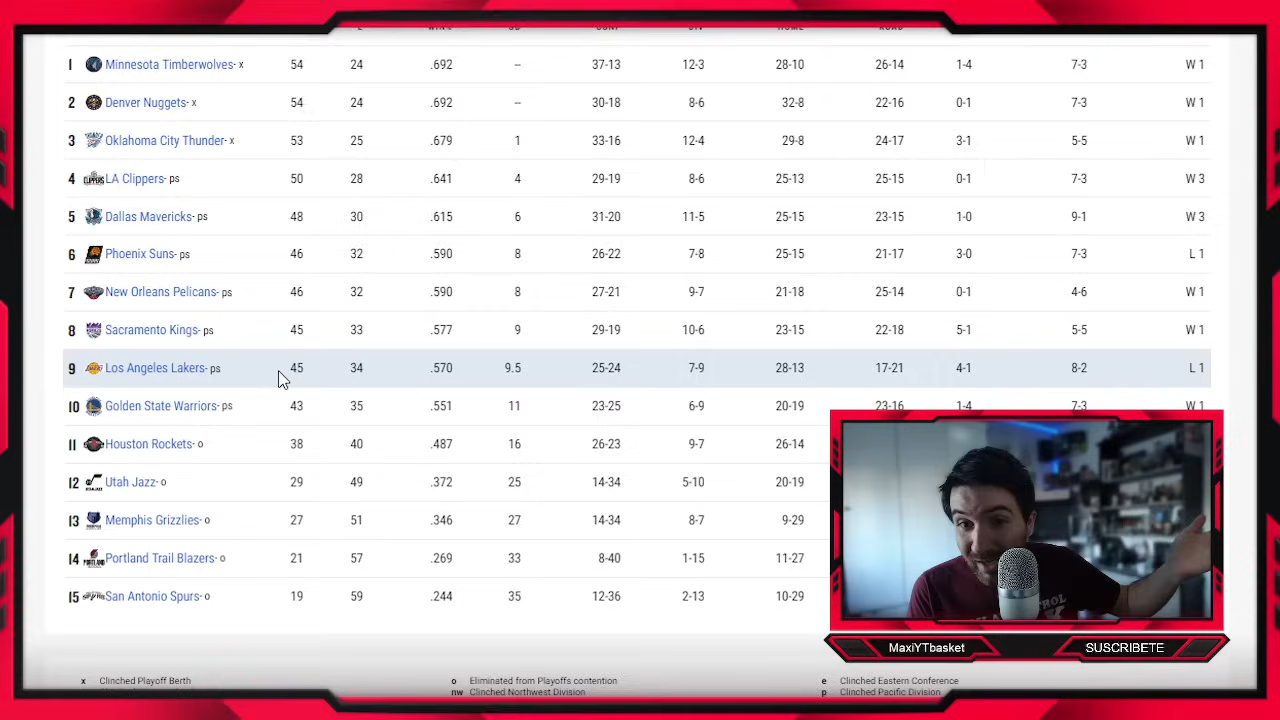 1 Minnesota Timberwolves - x 54 24 .692 -- 37-13 12-3 28-10 26-14 1-4 7-3 W 1
2 Denver Nuggets - x 54 24 .692 -- 30-18 8-6 32-8 22-16 0-1 7-3 W 1
3 Oklahoma City Thunder - x 53 25 .679 1 33-16 12-4 29-8 24-17 3-1 5-5 W 1
4 LA Clippers - ps 50 28 .641 4 29-19 8-6 25-13 25-15 0-1 7-3 W 3
5 Dallas Mavericks - ps 48 30 .615 6 31-20 11-5 25-15 23-15 1-0 9-1 W 3
6 Phoenix Suns - ps 46 32 .590 8 26-22 7-8 25-15 21-17 3-0 7-3 L 1
7 New Orleans Pelicans - ps 46 32 .590 8 27-21 9-7 21-18 25-14 0-1 4-6 W 1
8 Sacramento Kings - ps 45 33 .577 9 29-19 10-6 23-15 22-18 5-1 5-5 W 1
9 Los Angeles Lakers - ps 45 34 .570 9.5 25-24 7-9 28-13 17-21 4-1 8-2 L 1
10 Golden State Warriors - ps 43 35 .551 11 23-25 6-9 20-19 23-16 1-4 7-3 W 1
11 Houston Rockets - o 38 40 .487 16 26-23 9-7 26-14
12 Utah Jazz - o 29 49 .372 25 14-34 5-10 20-19
13 Memphis Grizzlies - o 27 51 .346 27 14-34 8-7 9-29
14 Portland Trail Blazers - o 21 57 .269 33 8-40 1-15 11-27
15 San Antonio Spurs - o 19 59 .244 35 12-36 2-13 10-29
MaxiYTbasket SUSCRIBETE
x Clinched Playoff Berth o Eliminated from Playoffs contention e Clinched Eastern Conference
nw Clinched Northwest Division p Clinched Pacific Division